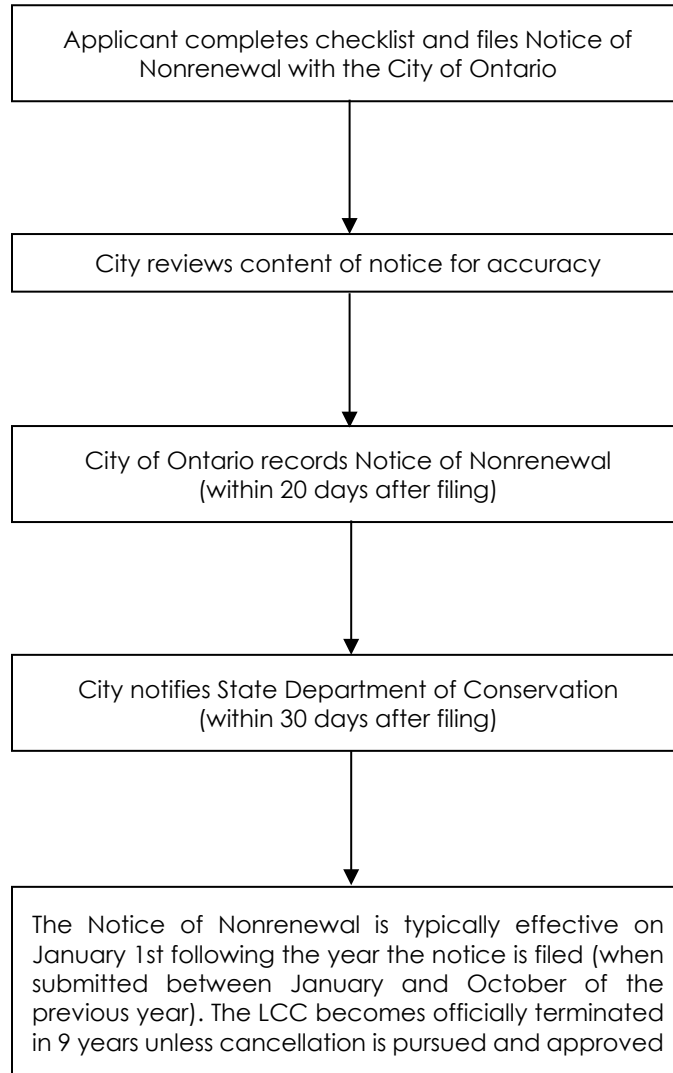 Applicant completes checklist and files Notice of
Nonrenewal with the City of Ontario
City reviews content of notice for accuracy
City of Ontario records Notice of Nonrenewal
(within 20 days after filing)
City notifies State Department of Conservation
(within 30 days after filing)
The Notice of Nonrenewal is typically effective on
January 1st following the year the notice is filed (when
submitted between January and October of the
previous year). The LCC becomes officially terminated
in 9 years unless cancellation is pursued and approved